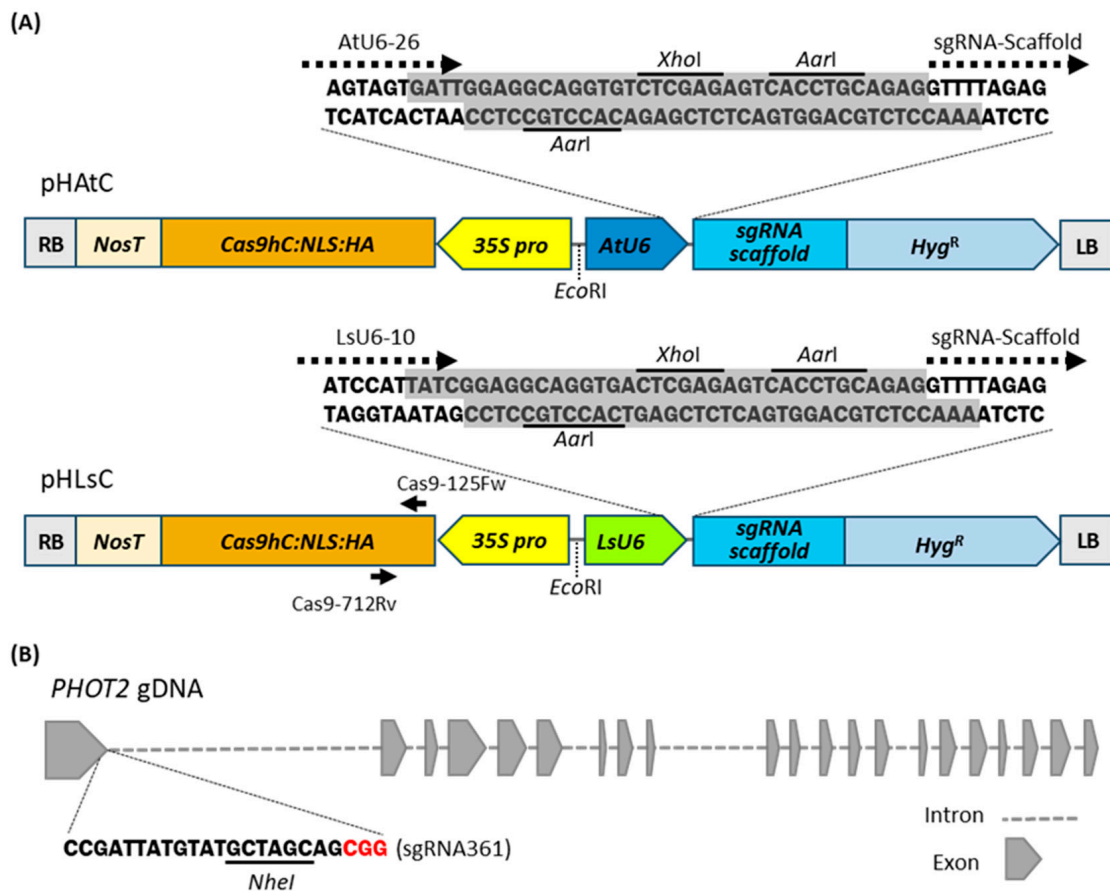 (A)
AtU6-26 sgRNA-Scaffold
XhoI AarI
AGTAGTGATTGGAGGCAGGTGTCTCGAGAGTCACCTGCAGAGGTTTTAGAG
TCATCACTAACCTCCGTCCACAGAGCTCTCAGTGGACGTCTCCAAAATCTC
AarI
pHAtC
RB NosT Cas9hC:NLS:HA 35S pro AtU6 sgRNA scaffold Hyg^R LB
EcoRI
LsU6-10 sgRNA-Scaffold
XhoI AarI
ATCCATTATCGGAGGCAGGTGACTCGAGAGTCACCTGCAGAGGTTTTAGAG
TAGGTAATAGCCTCCGTCCACTGAGCTCTCAGTGGACGTCTCCAAAATCTC
AarI
pHLsC
Cas9-125Fw
RB NosT Cas9hC:NLS:HA 35S pro LsU6 sgRNA scaffold Hyg^R LB
EcoRI
Cas9-712Rv
(B)
PHOT2 gDNA
CCGATTATGTATGCTAGCAGCGG (sgRNA361)
NheI
Intron
Exon